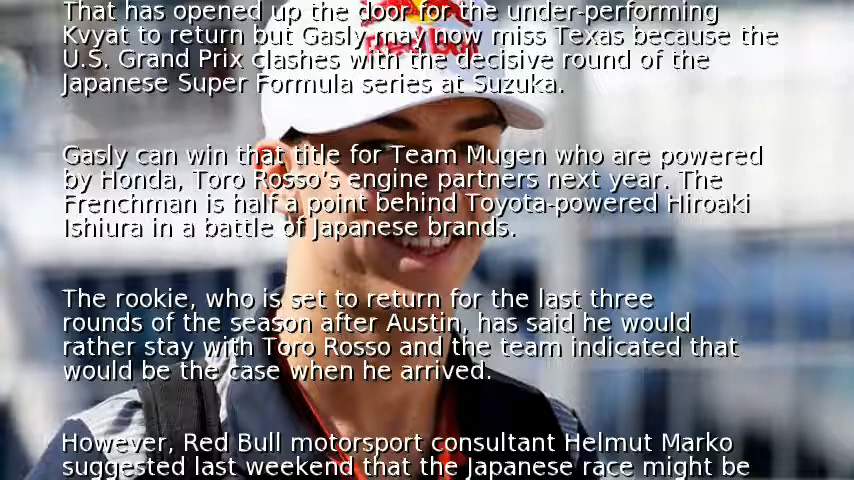 That has opened up the door for the under-performing
Kvyat to return but Gasly may now miss Texas because the
U.S. Grand Prix clashes with the decisive round of the
Japanese Super Formula series at Suzuka.
Gasly can win that title for Team Mugen who are powered
by Honda, Toro Rosso's engine partners next year. The
Frenchman is half a point behind Toyota-powered Hiroaki
Ishiura in a battle of Japanese brands.
The rookie, who is set to return for the last three
rounds of the season after Austin, has said he would
rather stay with Toro Rosso and the team indicated that
would be the case when he arrived.
However, Red Bull motorsport consultant Helmut Marko
suggested last weekend that the Japanese race might be